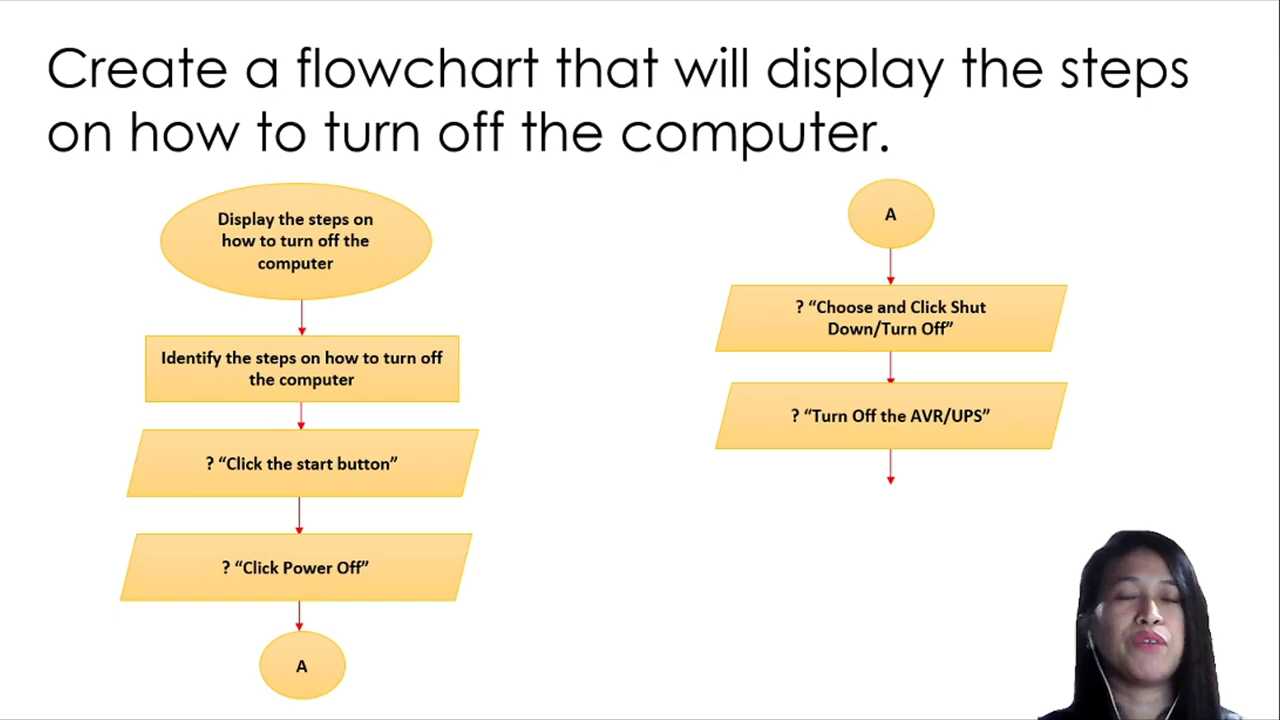 Create a flowchart that will display the steps
on how to turn off the computer.
Display the steps on
how to turn off the
computer
Identify the steps on how to turn off
the computer
? “Click the start button”
? “Click Power Off”
A
A
? “Choose and Click Shut
Down/Turn Off”
? “Turn Off the AVR/UPS”